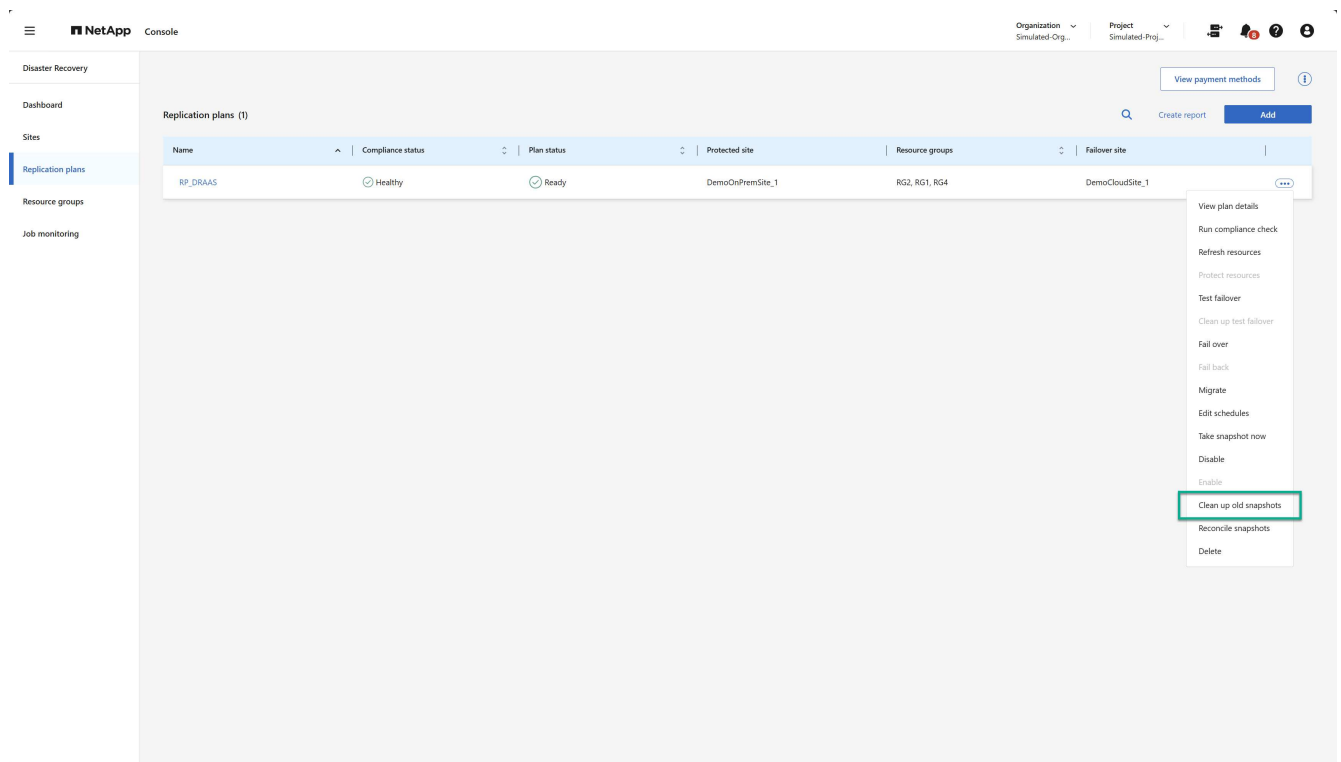 NetApp Console
Organization
Simulated-Org...
Project
Simulated-Proj...
8
Disaster Recovery
Dashboard
Sites
Replication plans
Resource groups
Job monitoring
View payment methods
Replication plans (1)
Create report
Add
Name
Compliance status
Plan status
Protected site
Resource groups
Failover site
RP_DRAAS
Healthy
Ready
DemoOnPremSite_1
RG2, RG1, RG4
DemoCloudSite_1
View plan details
Run compliance check
Refresh resources
Protect resources
Test failover
Clean up test failover
Fail over
Fail back
Migrate
Edit schedules
Take snapshot now
Disable
Enable
Clean up old snapshots
Reconcile snapshots
Delete